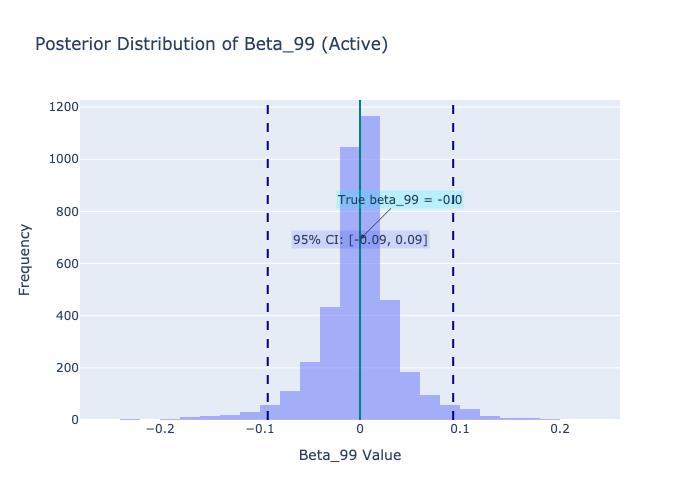 Posterior Distribution of Beta_99 (Active)
1200
1000
800
600
400
200
0
Frequency
True beta_99 = -0.0
95% CI: [-0.09, 0.09]
−0.2
−0.1
0
0.1
0.2
Beta_99 Value